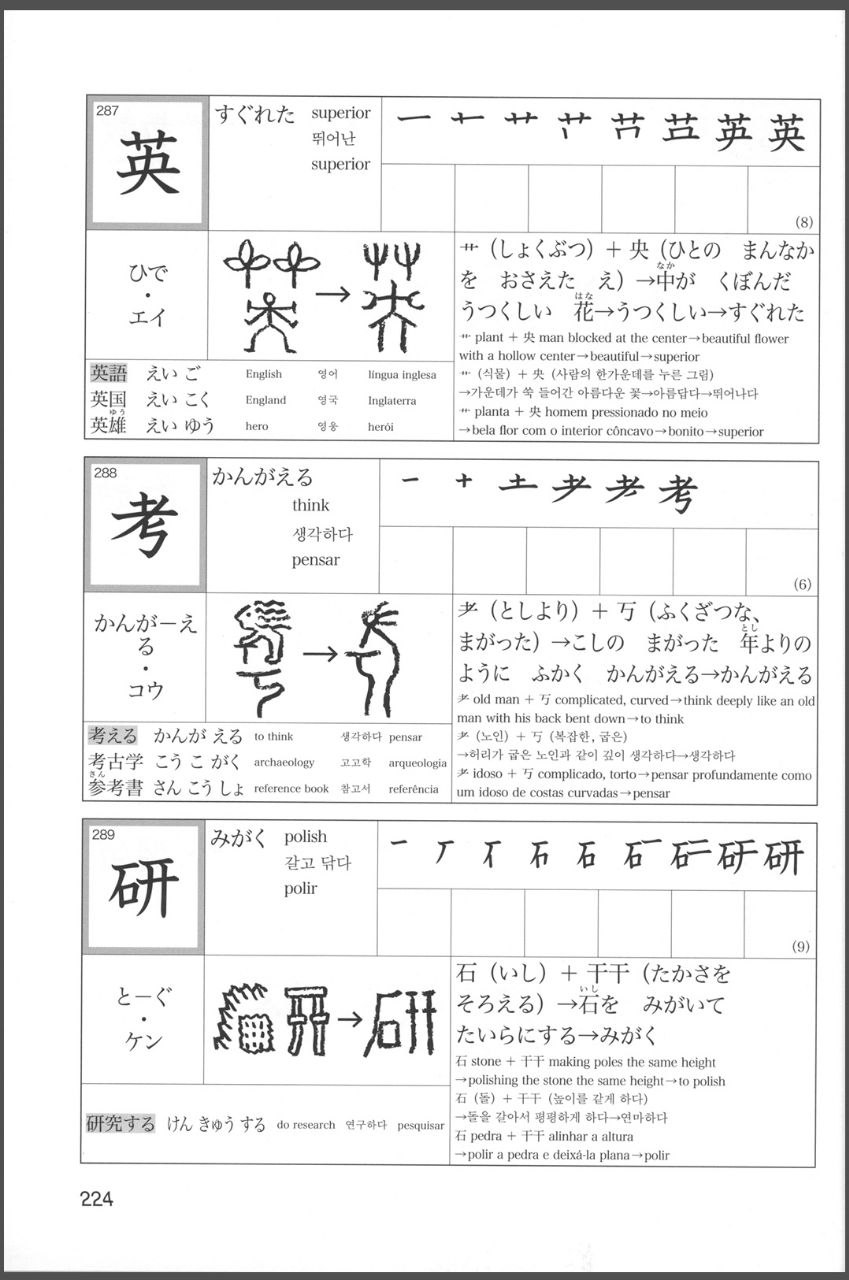 287
英
すぐれた superior
뛰어난
superior
一 十 艹 英 英
(8)
ひで
・
エイ
艹（しょくぶつ）＋央（ひとの まんなか
なか
を おさえた え）→中が くぼんだ
はな
うつくしい 花→うつくしい→すぐれた
艹 plant + 央 man blocked at the center→beautiful flower
with a hollow center→beautiful→superior
艹 (식물) + 央 (사람의 한가운데를 누른 그림)
→가운데가 쏙 들어간 아름다운 꽃→아름답다→뛰어나다
艹 planta + 央 homem pressionado no meio
→bela flor com o interior côncavo→bonito→superior
英語 えい ご English 영어 língua inglesa
英国 えい こく England 영국 Inglaterra
ゆう
英雄 えい ゆう hero 영웅 herói
288
考
かんがえる
think
생각하다
pensar
一 十 土 耂 考
(6)
かんが－え
る
・
コウ
耂（としより）＋丂（ふくざつな、
とし
まがった）→こしの まがった 年よりの
ように ふかく かんがえる→かんがえる
耂 old man + 丂 complicated, curved→think deeply like an old
man with his back bent down→to think
耂 (노인) + 丂 (복잡한, 굽은)
→허리가 굽은 노인과 같이 깊이 생각하다→생각하다
耂 idoso + 丂 complicado, torto→pensar profundamente como
um idoso de costas curvadas→pensar
考える かんが える to think 생각하다 pensar
考古学 こう こ がく archaeology 고고학 arqueologia
さん
参考書 さん こう しょ reference book 참고서 referência
289
研
みがく polish
갈고 닦다
polir
一 丆 石 石 研
(9)
と－ぐ
・
ケン
石（いし）＋干干（たかさを
いし
そろえる）→石を みがいて
たいらにする→みがく
石 stone + 干干 making poles the same height
→polishing the stone the same height→to polish
石 (돌) + 干干 (높이를 같게 하다)
→돌을 갈아서 평평하게 하다→연마하다
石 pedra + 干干 alinhar a altura
→polir a pedra e deixá-la plana→polir
研究する けん きゅう する do research 연구하다 pesquisar
224